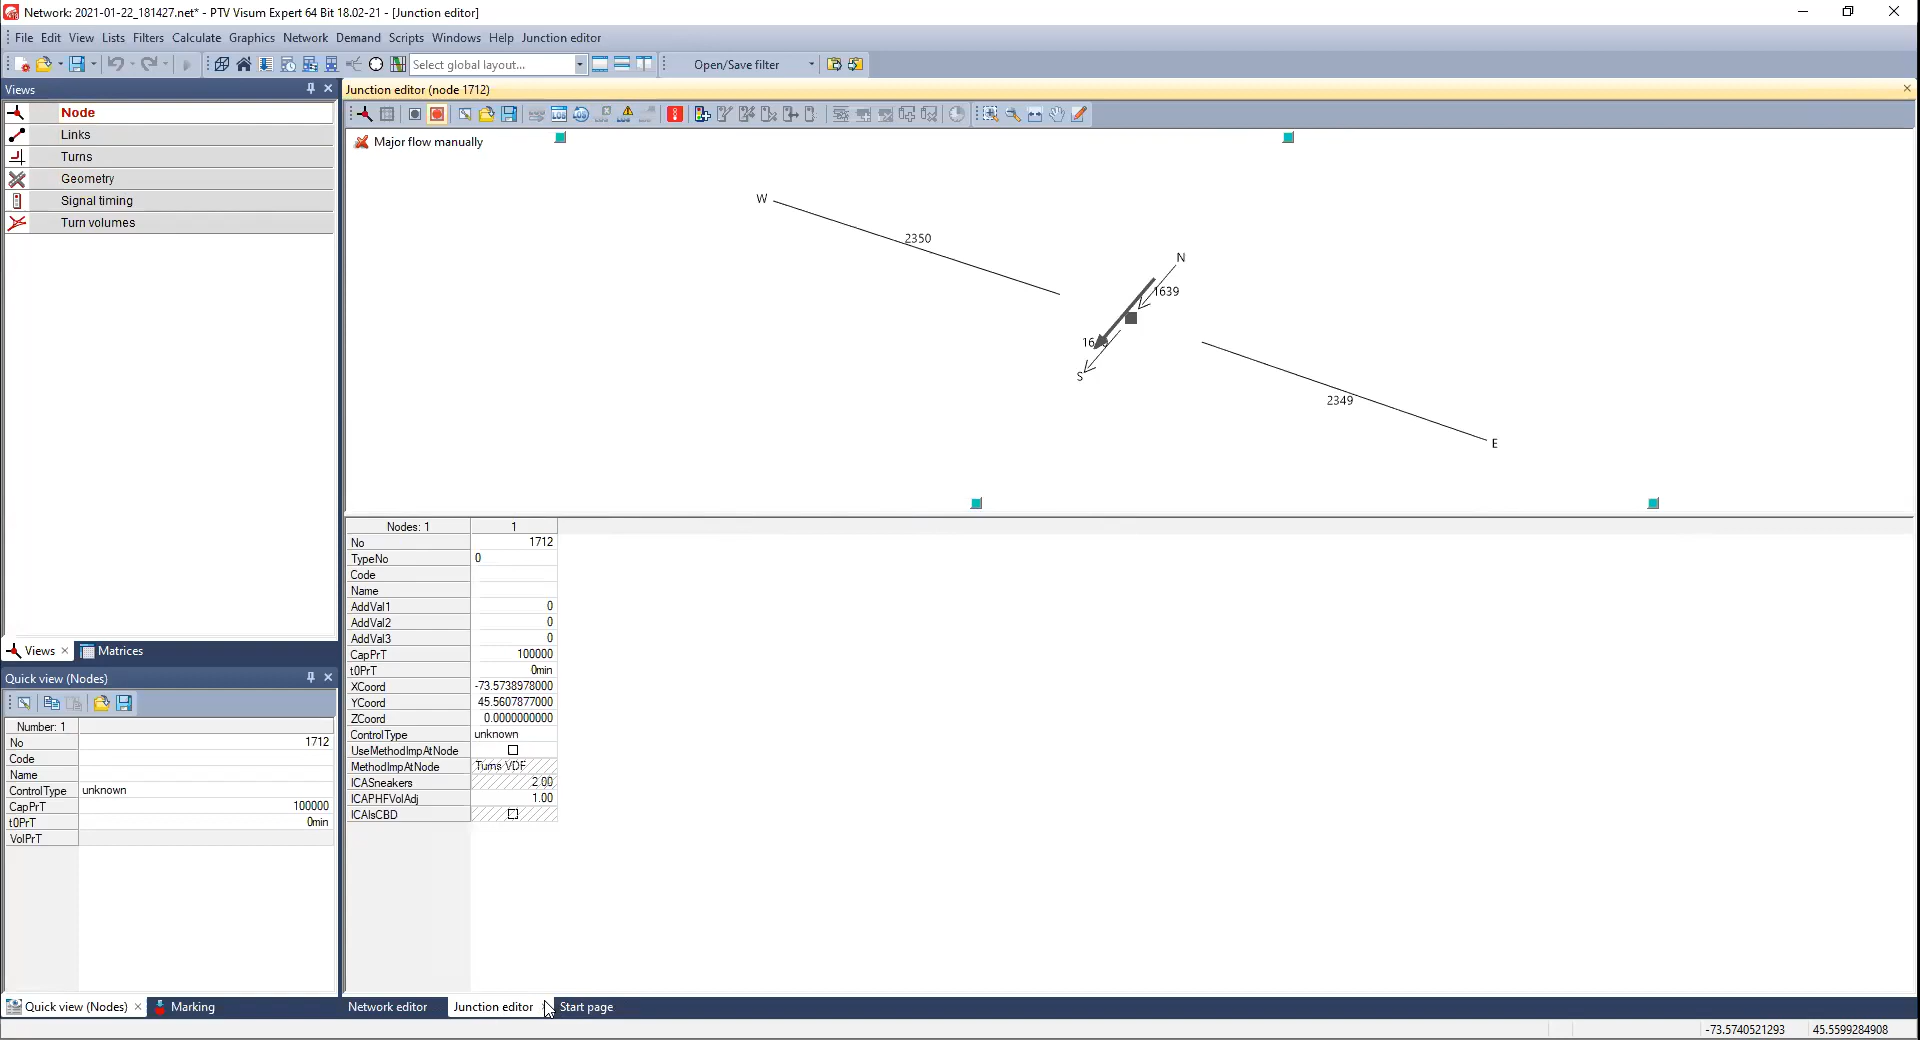 Network: 2021-01-22_181427.net* - PTV Visum Expert 64 Bit 18.02-21 - [Junction editor]
File Edit View Lists Filters Calculate Graphics Network Demand Scripts Windows Help Junction editor
Select global layout... Open/Save filter
Views
Node
Links
Turns
Geometry
Signal timing
Turn volumes
Views Matrices
Quick view (Nodes)
Number: 1
No 1712
Code
Name
ControlType unknown
CapPrT 100000
t0PrT 0min
VolPrT
Quick view (Nodes) Marking
Junction editor (node 1712)
LOS
Major flow manually
W
2350
N
1639
S
2349
E
Nodes: 1 1
No 1712
TypeNo 0
Code
Name
AddVal1 0
AddVal2 0
AddVal3 0
CapPrT 100000
t0PrT 0min
XCoord -73.5738978000
YCoord 45.5607877000
ZCoord 0.0000000000
ControlType unknown
UseMethodImpAtNode
MethodImpAtNode Turns VDF
ICASneakers 2.00
ICAPHFVolAdj 1.00
ICAIsCBD
Network editor Junction editor Start page
-73.5740521293 45.5599284908